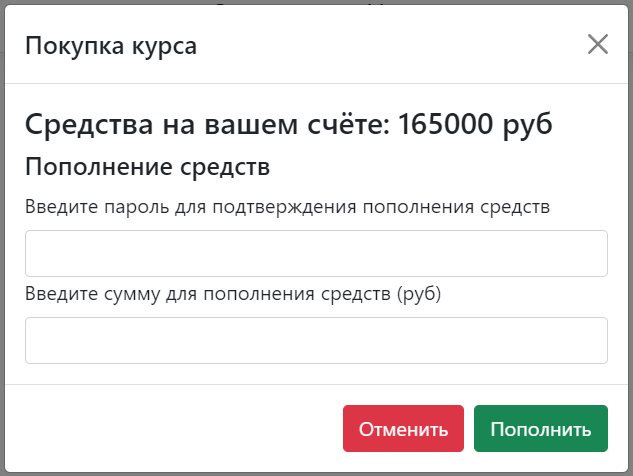 Покупка курса
Средства на вашем счёте: 165000 руб
Пополнение средств
Введите пароль для подтверждения пополнения средств
Введите сумму для пополнения средств (руб)
Отменить
Пополнить